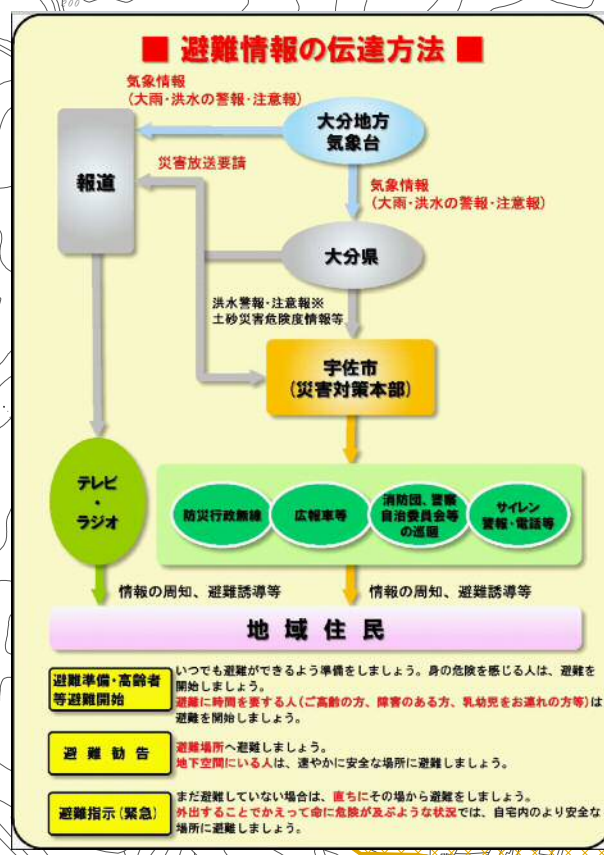 ■ 避難情報の伝達方法 ■
気象情報
(大雨・洪水の警報・注意報)
大分地方
気象台
報道
災害放送要請
気象情報
(大雨・洪水の警報・注意報)
大分県
洪水警報・注意報※
土砂災害危険度情報等
宇佐市
(災害対策本部)
テレビ
・
ラジオ
防災行政無線
広報車等
消防団、警察
自治委員会等
の巡廻
サイレン
警報・電話等
情報の周知、避難誘導等
情報の周知、避難誘導等
地域住民
避難準備・高齢者
等避難開始
いつでも避難ができるよう準備をしましょう。身の危険を感じる人は、避難を
開始しましょう。
避難に時間を要する人(ご高齢の方、障害のある方、乳幼児をお連れの方等)は
避難を開始しましょう。
避難勧告
避難場所へ避難しましょう。
地下空間にいる人は、速やかに安全な場所に避難しましょう。
避難指示(緊急)
まだ避難していない場合は、直ちにその場から避難をしましょう。
外出することでかえって命に危険が及ぶような状況では、自宅内のより安全な
場所に避難しましょう。